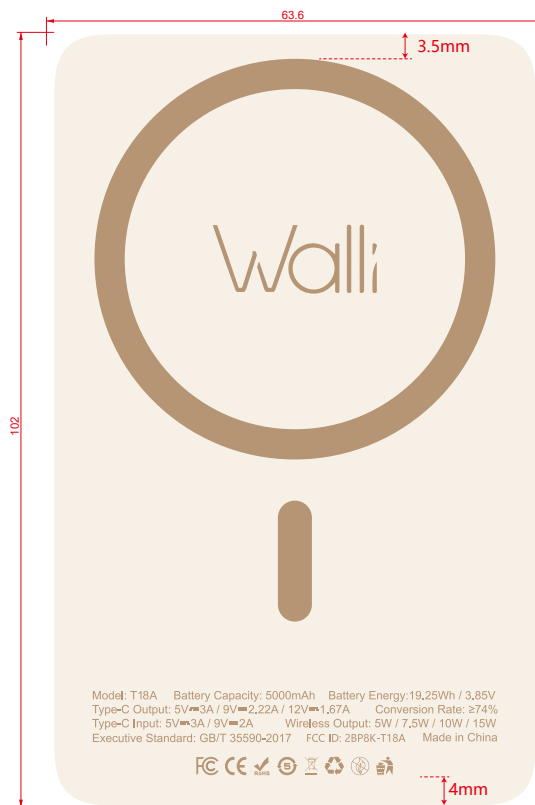 63.6
3.5mm
Walli
102
Model: T18A Battery Capacity: 5000mAh Battery Energy:19.25Wh / 3.85V
Type-C Output: 5V⎓3A / 9V⎓2.22A / 12V⎓1.67A Conversion Rate: ≥74%
Type-C Input: 5V⎓3A / 9V⎓2A Wireless Output: 5W / 7.5W / 10W / 15W
Executive Standard: GB/T 35590-2017 FCC ID: 2BP8K-T18A Made in China
FC CE RoHS 5
4mm